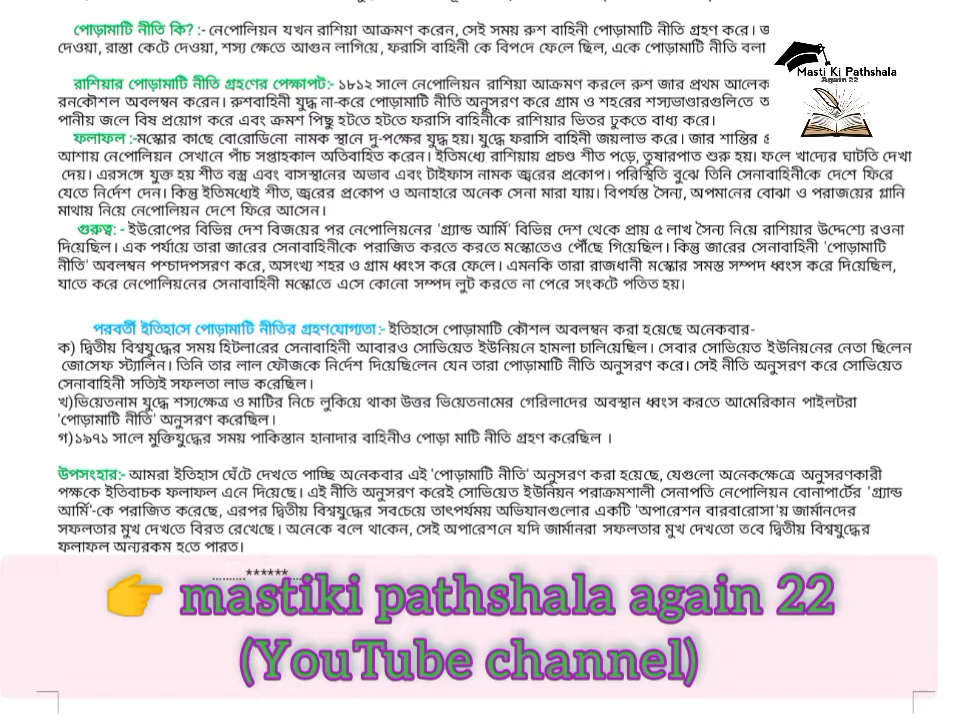 পোড়ামাটি নীতি কি? :- নেপোলিয়ন যখন রাশিয়া আক্রমণ করেন, সেই সময় রুশ বাহিনী পোড়ামাটি নীতি গ্রহণ করে।
দেওয়া, রাস্তা কেটে দেওয়া, শস্য ক্ষেতে আগুন লাগিয়ে, ফরাসি বাহিনী কে বিপদে ফেলে ছিল, একে পোড়ামাটি নীতি বলা
Masti Ki Pathshala
Again 22
রাশিয়ার পোড়ামাটি নীতি গ্রহণের পেক্ষাপট:- ১৮১২ সালে নেপোলিয়ন রাশিয়া আক্রমণ করলে রুশ জার প্রথম আলেক
রনকৌশল অবলম্বন করেন। রুশবাহিনী যুদ্ধ না-করে পোড়ামাটি নীতি অনুসরণ করে গ্রাম ও শহরের শস্যভাণ্ডারগুলিতে
পানীয় জলে বিষ প্রয়োগ করে এবং ক্রমশ পিছু হটতে হটতে ফরাসি বাহিনীকে রাশিয়ার ভিতর ঢুকতে বাধ্য করে।
ফলাফল :-মস্কোর কাছে বোরোডিনো নামক স্থানে দু-পক্ষের যুদ্ধ হয়। যুদ্ধে ফরাসি বাহিনী জয়লাভ করে। জার শান্তির
আশায় নেপোলিয়ন সেখানে পাঁচ সপ্তাহকাল অতিবাহিত করেন। ইতিমধ্যে রাশিয়ায় প্রচণ্ড শীত পড়ে, তুষারপাত শুরু হয়। ফলে খাদ্যের ঘাটতি দেখা
দেয়। এরসঙ্গে যুক্ত হয় শীত বস্ত্র এবং বাসস্থানের অভাব এবং টাইফাস নামক জ্বরের প্রকোপ। পরিস্থিতি বুঝে তিনি সেনাবাহিনীকে দেশে ফিরে
যেতে নির্দেশ দেন। কিন্তু ইতিমধ্যেই শীত, জ্বরের প্রকোপ ও অনাহারে অনেক সেনা মারা যায়। বিপর্যস্ত সৈন্য, অপমানের বোঝা ও পরাজয়ের গ্লানি
মাথায় নিয়ে নেপোলিয়ন দেশে ফিরে আসেন।
গুরুত্ব: - ইউরোপের বিভিন্ন দেশ বিজয়ের পর নেপোলিয়নের 'গ্র্যান্ড আর্মি' বিভিন্ন দেশ থেকে প্রায় ৫ লাখ সৈন্য নিয়ে রাশিয়ার উদ্দেশ্যে রওনা
দিয়েছিল। এক পর্যায়ে তারা জারের সেনাবাহিনীকে পরাজিত করতে করতে মস্কোতেও পৌঁছে গিয়েছিল। কিন্তু জারের সেনাবাহিনী 'পোড়ামাটি
নীতি' অবলম্বন পশ্চাদপসরণ করে, অসংখ্য শহর ও গ্রাম ধ্বংস করে ফেলে। এমনকি তারা রাজধানী মস্কোর সমস্ত সম্পদ ধ্বংস করে দিয়েছিল,
যাতে করে নেপোলিয়নের সেনাবাহিনী মস্কোতে এসে কোনো সম্পদ লুট করতে না পেরে সংকটে পতিত হয়।
পরবর্তী ইতিহাসে পোড়ামাটি নীতির গ্রহণযোগ্যতা:- ইতিহাসে পোড়ামাটি কৌশল অবলম্বন করা হয়েছে অনেকবার-
ক) দ্বিতীয় বিশ্বযুদ্ধের সময় হিটলারের সেনাবাহিনী আবারও সোভিয়েত ইউনিয়নে হামলা চালিয়েছিল। সেবার সোভিয়েত ইউনিয়নের নেতা ছিলেন
জোসেফ স্ট্যালিন। তিনি তার লাল ফৌজকে নির্দেশ দিয়েছিলেন যেন তারা পোড়ামাটি নীতি অনুসরণ করে। সেই নীতি অনুসরণ করে সোভিয়েত
সেনাবাহিনী সত্যিই সফলতা লাভ করেছিল।
খ)ভিয়েতনাম যুদ্ধে শস্যক্ষেত্র ও মাটির নিচে লুকিয়ে থাকা উত্তর ভিয়েতনামের গেরিলাদের অবস্থান ধ্বংস করতে আমেরিকান পাইলটরা
'পোড়ামাটি নীতি' অনুসরণ করেছিল।
গ)১৯৭১ সালে মুক্তিযুদ্ধের সময় পাকিস্তান হানাদার বাহিনীও পোড়া মাটি নীতি গ্রহণ করেছিল ।
উপসংহার:- আমরা ইতিহাস ঘেঁটে দেখতে পাচ্ছি অনেকবার এই 'পোড়ামাটি নীতি' অনুসরণ করা হয়েছে, যেগুলো অনেকক্ষেত্রে অনুসরণকারী
পক্ষকে ইতিবাচক ফলাফল এনে দিয়েছে। এই নীতি অনুসরণ করেই সোভিয়েত ইউনিয়ন পরাক্রমশালী সেনাপতি নেপোলিয়ন বোনাপার্টের 'গ্র্যান্ড
আর্মি'-কে পরাজিত করেছে, এরপর দ্বিতীয় বিশ্বযুদ্ধের সবচেয়ে তাৎপর্যময় অভিযানগুলোর একটি 'অপারেশন বারবারোসা'য় জার্মানদের
সফলতার মুখ দেখতে বিরত রেখেছে। অনেকে বলে থাকেন, সেই অপারেশনে যদি জার্মানরা সফলতার মুখ দেখতো তবে দ্বিতীয় বিশ্বযুদ্ধের
ফলাফল অন্যরকম হতে পারত।
..........******....
👉 mastiki pathshala again 22
(YouTube channel)